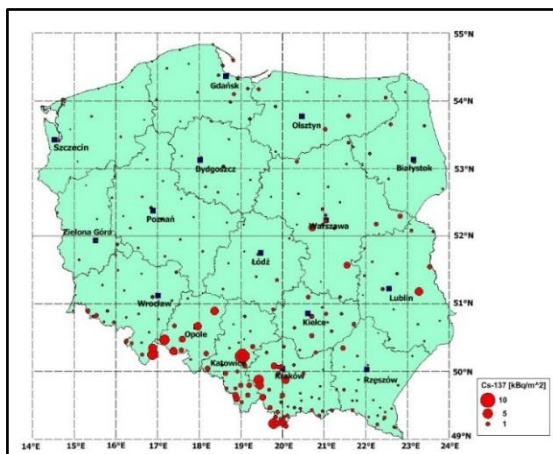 55°N
Gdańsk
54°N
Olsztyn
Szczecin
Bydgoszcz
Białystok
53°N
Poznań
Warszawa
Zielona Góra
52°N
Łódź
Wrocław
Lublin
51°N
Opole
Kielce
Katowice
Kraków
Rzeszów
50°N
Cs-137 [kBq/m^2]
10
5
1
49°N
14°E 15°E 16°E 17°E 18°E 19°E 20°E 21°E 22°E 23°E 24°E